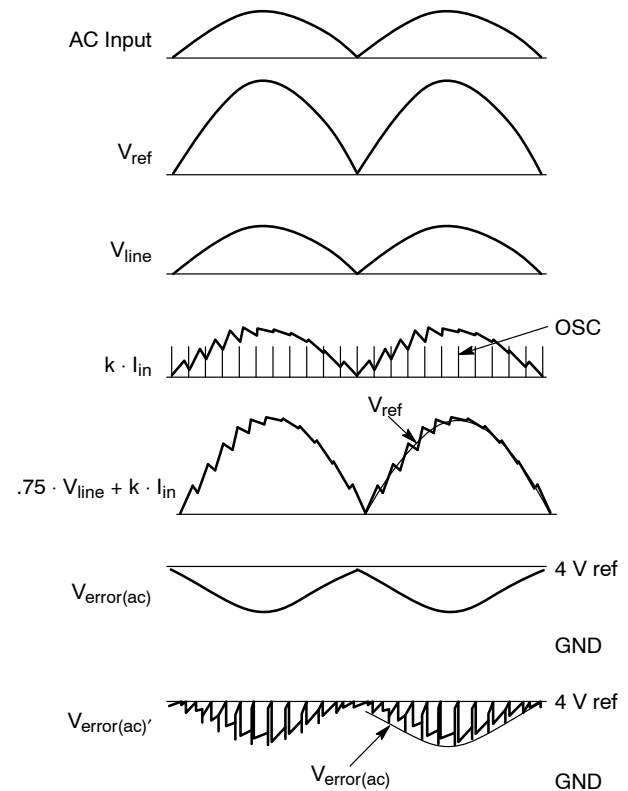 AC Input
Vref
Vline
OSC
k · Iin
Vref
.75 · Vline + k · Iin
4 V ref
Verror(ac)
GND
4 V ref
Verror(ac)′
Verror(ac)
GND